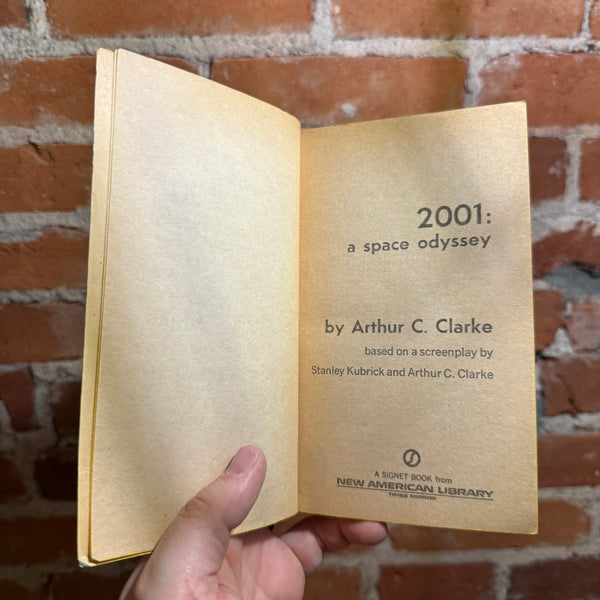 2001:
a space odyssey
by Arthur C. Clarke
based on a screenplay by
Stanley Kubrick and Arthur C. Clarke
A SIGNET BOOK from
NEW AMERICAN LIBRARY
TIMES MIRROR